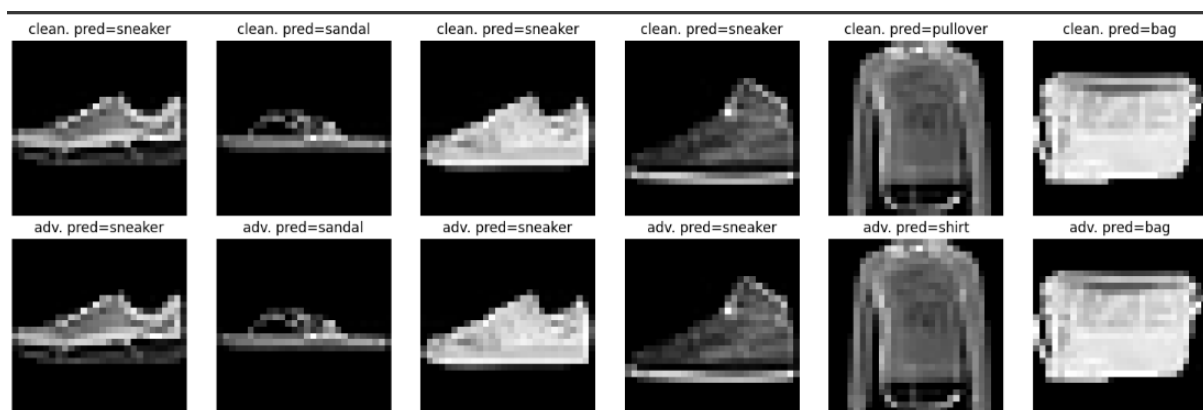 clean. pred=sneaker
clean. pred=sandal
clean. pred=sneaker
clean. pred=sneaker
clean. pred=pullover
clean. pred=bag
adv. pred=sneaker
adv. pred=sandal
adv. pred=sneaker
adv. pred=sneaker
adv. pred=shirt
adv. pred=bag